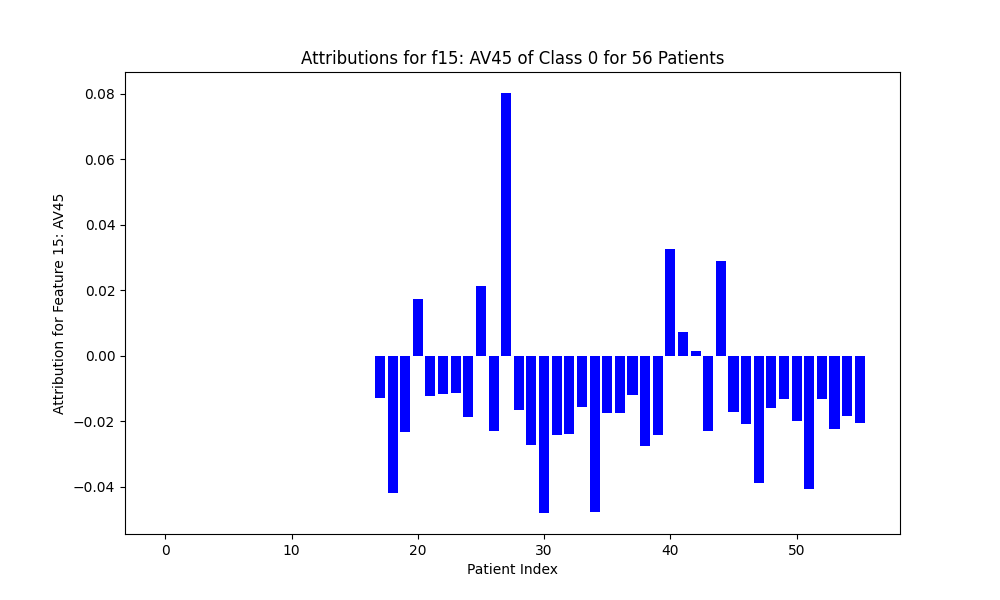 Attributions for f15: AV45 of Class 0 for 56 Patients
Attribution for Feature 15: AV45
0.08
0.06
0.04
0.02
0.00
−0.02
−0.04
0 10 20 30 40 50
Patient Index